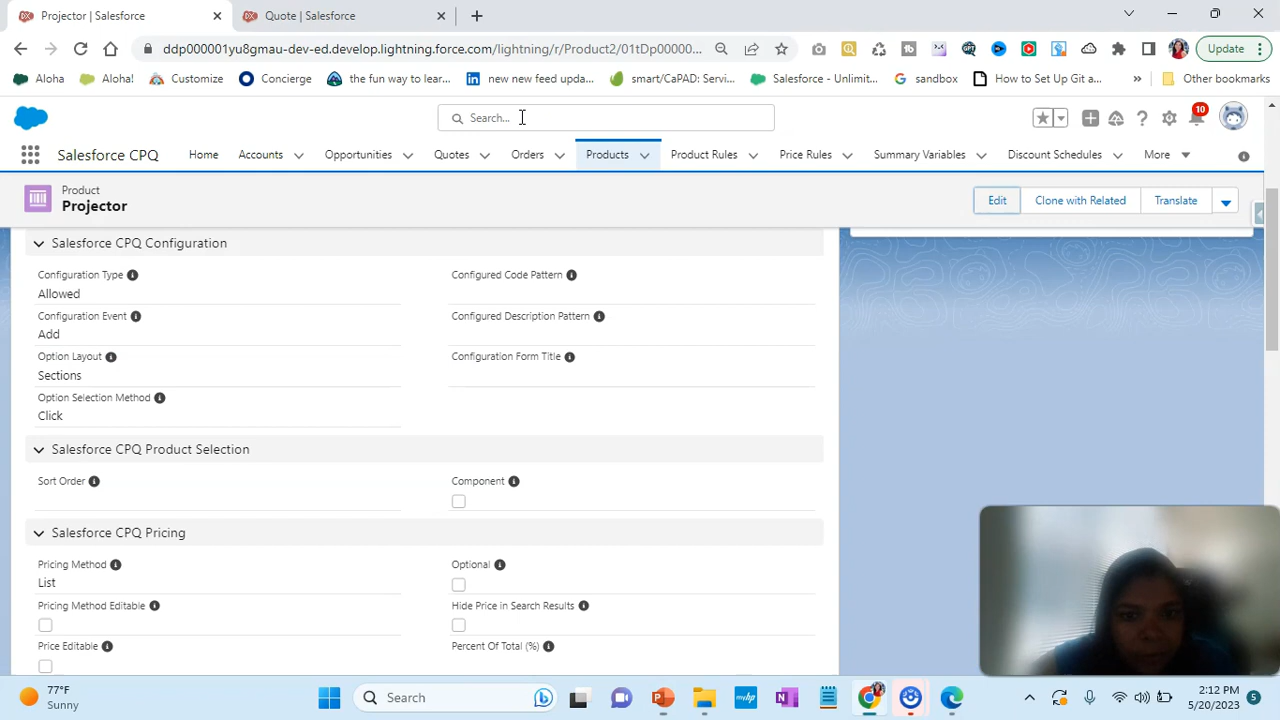 Projector | Salesforce
Quote | Salesforce
ddp000001yu8gmau-dev-ed.develop.lightning.force.com/lightning/r/Product2/01tDp00000...
Update
Aloha
Aloha!
Customize
Concierge
the fun way to lear...
new new feed upda...
smart/CaPAD: Servi...
Salesforce - Unlimit...
sandbox
How to Set Up Git a...
Other bookmarks
Search...
10
Salesforce CPQ
Home
Accounts
Opportunities
Quotes
Orders
Products
Product Rules
Price Rules
Summary Variables
Discount Schedules
More
Product
Projector
Edit
Clone with Related
Translate
Salesforce CPQ Configuration
Configuration Type
Allowed
Configured Code Pattern
Configuration Event
Add
Configured Description Pattern
Option Layout
Sections
Configuration Form Title
Option Selection Method
Click
Salesforce CPQ Product Selection
Sort Order
Component
Salesforce CPQ Pricing
Pricing Method
List
Optional
Pricing Method Editable
Hide Price in Search Results
Price Editable
Percent Of Total (%)
77°F
Sunny
Search
2:12 PM
5/20/2023
5